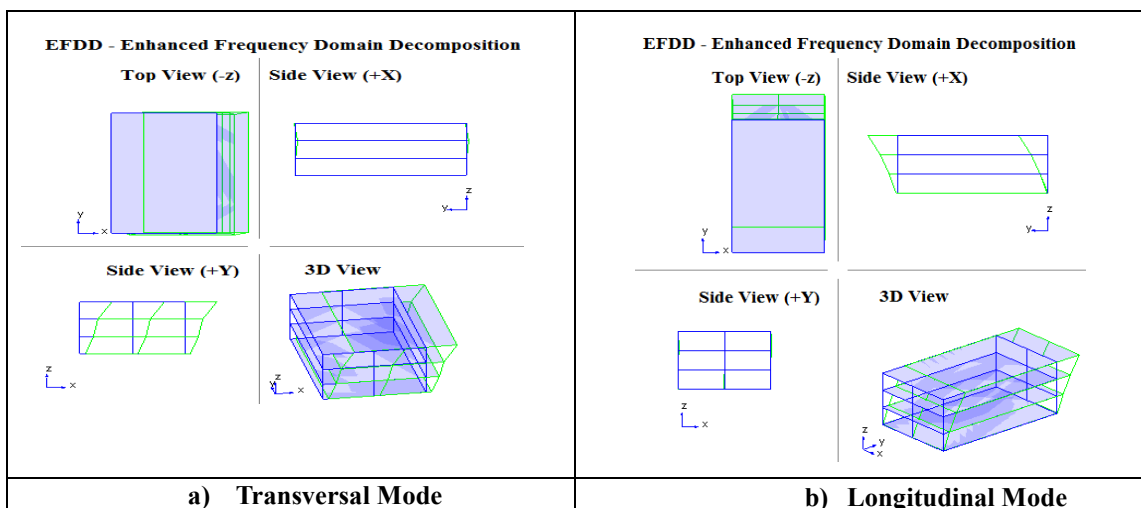 EFDD - Enhanced Frequency Domain Decomposition
Top View (-z) Side View (+X)
y
x
z
y
Side View (+Y) 3D View
z
x
z
y
x
a) Transversal Mode
EFDD - Enhanced Frequency Domain Decomposition
Top View (-z) Side View (+X)
y
x
z
y
Side View (+Y) 3D View
z
x
z
y
x
b) Longitudinal Mode